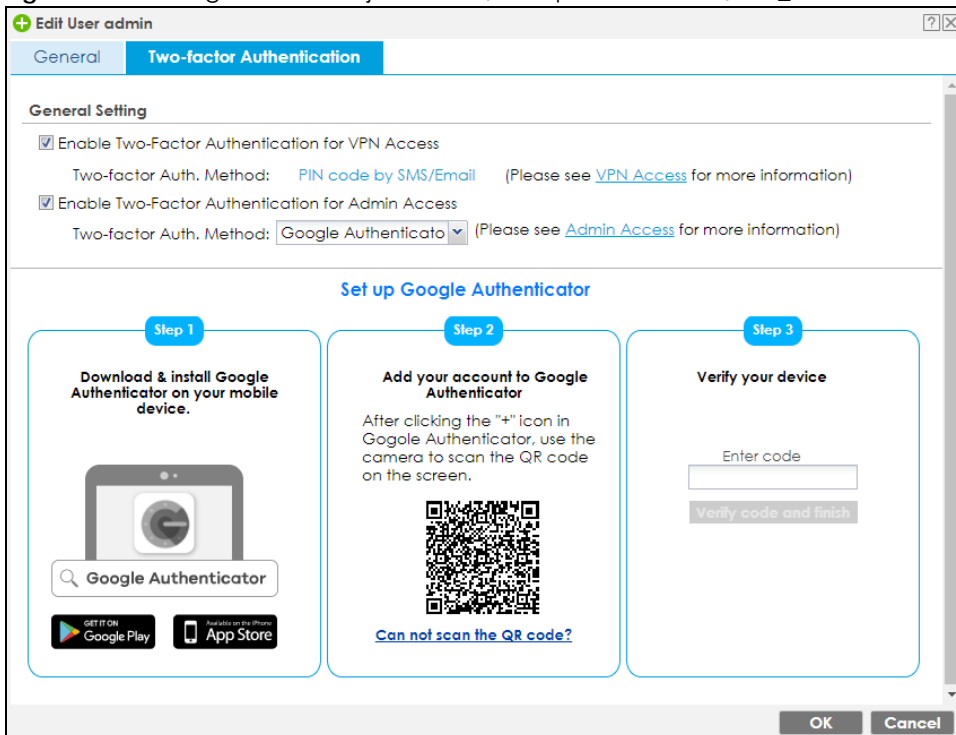 Edit User admin
General
Two-factor Authentication
General Setting
Enable Two-Factor Authentication for VPN Access
Two-factor Auth. Method: PIN code by SMS/Email (Please see VPN Access for more information)
Enable Two-Factor Authentication for Admin Access
Two-factor Auth. Method: Google Authenticato (Please see Admin Access for more information)
Set up Google Authenticator
Step 1
Download & install Google
Authenticator on your mobile
device.
Google Authenticator
GET IT ON
Google Play
Available on the iPhone
App Store
Step 2
Add your account to Google
Authenticator
After clicking the "+" icon in
Gogole Authenticator, use the
camera to scan the QR code
on the screen.
Can not scan the QR code?
Step 3
Verify your device
Enter code
Verify code and finish
OK
Cancel